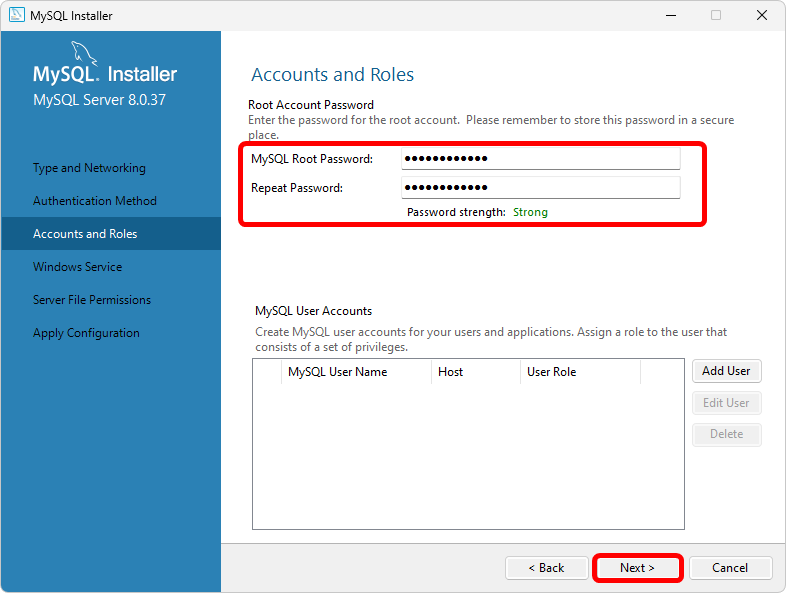 MySQL Installer
MySQL. Installer
MySQL Server 8.0.37
Type and Networking
Authentication Method
Accounts and Roles
Windows Service
Server File Permissions
Apply Configuration
Accounts and Roles
Root Account Password
Enter the password for the root account.  Please remember to store this password in a secure
place.
MySQL Root Password: ●●●●●●●●●●●●
Repeat Password: ●●●●●●●●●●●●
Password strength: Strong
MySQL User Accounts
Create MySQL user accounts for your users and applications. Assign a role to the user that
consists of a set of privileges.
MySQL User Name Host User Role
Add User
Edit User
Delete
< Back Next > Cancel